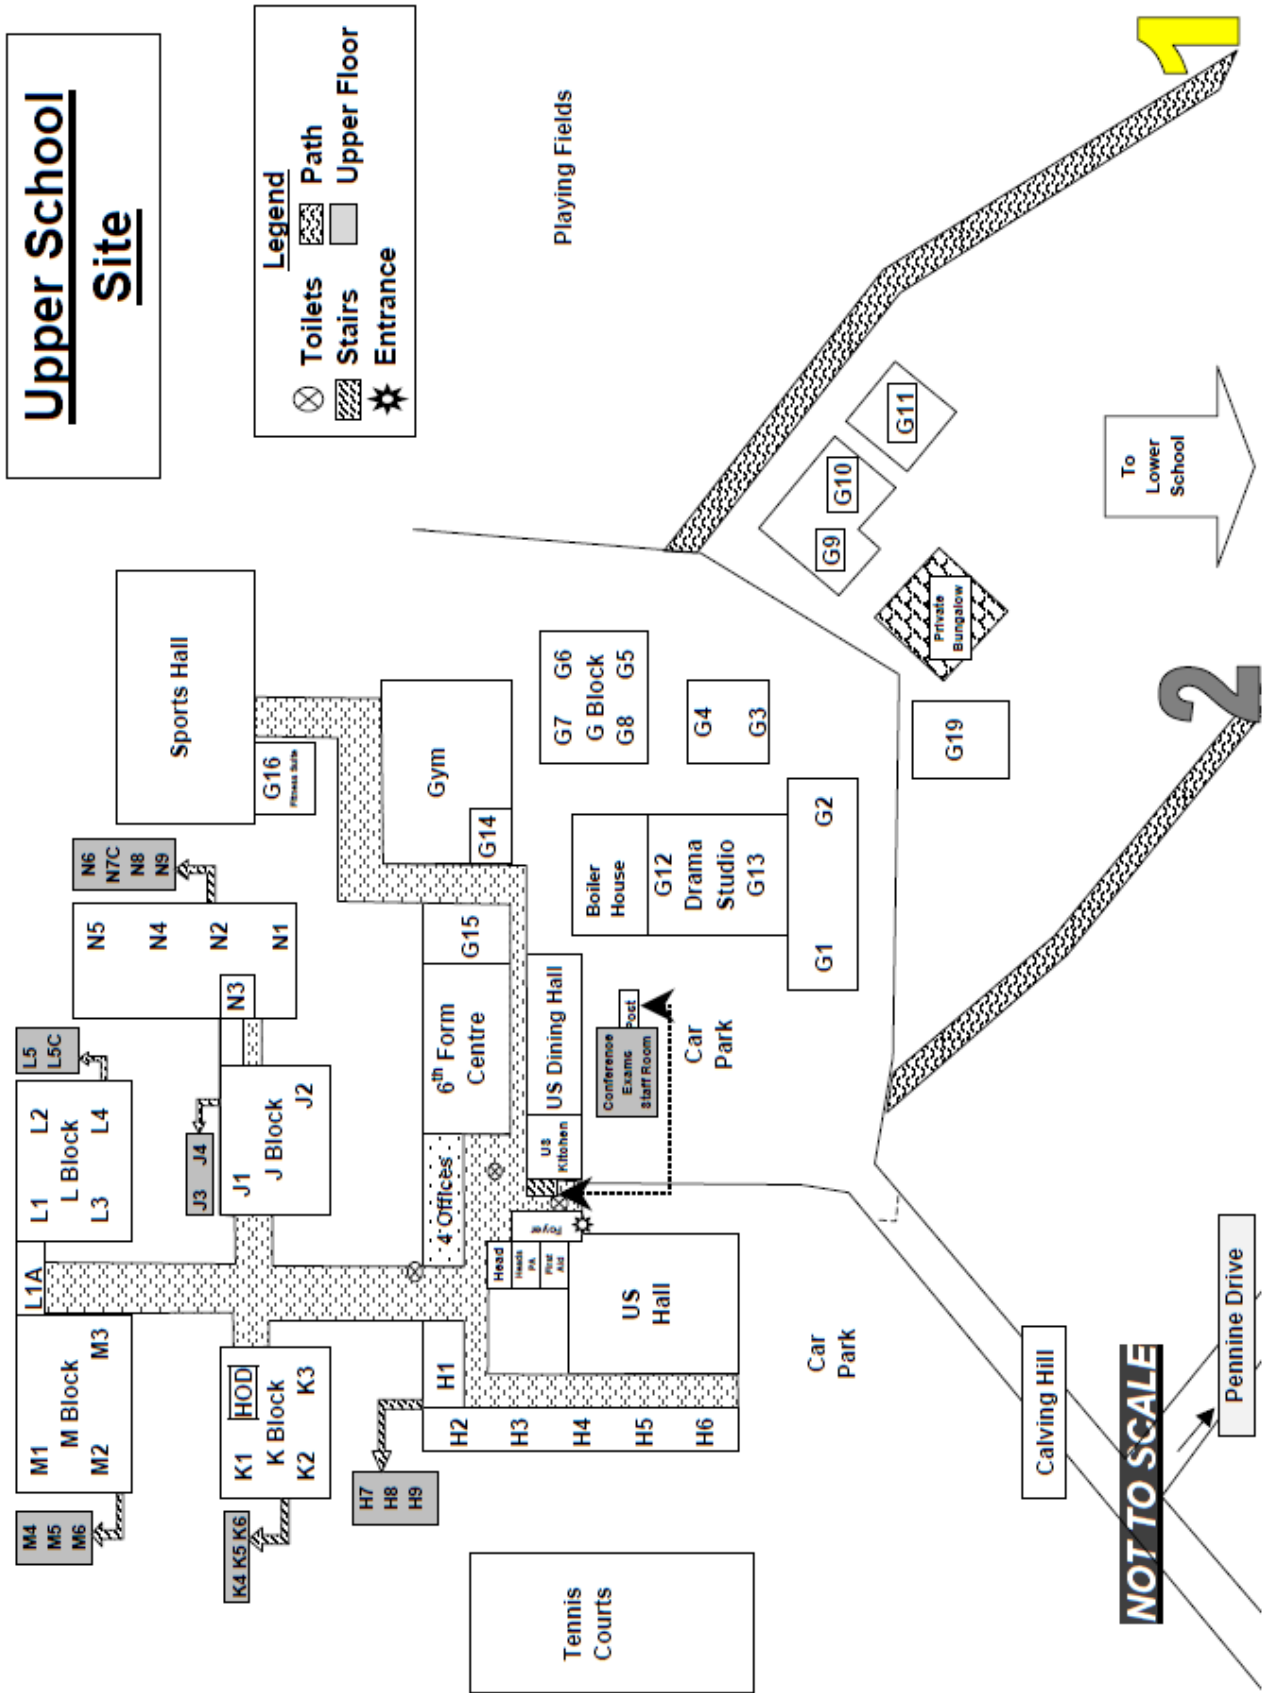 Upper School
Site
Legend
Toilets
Path
Stairs
Upper Floor
Entrance
M4
M5
M6
M1
M Block
M2
M3
L1A
L1
L2
L Block
L3
L4
L5
L5C
N6
N7C
N8
N9
N5
N4
N2
N1
N3
Sports Hall
G16
Fitness Suite
K4 K5 K6
K1
HOD
K Block
K2
K3
J3
J4
J1
J Block
J2
H7
H8
H9
H1
H2
H3
H4
H5
H6
4 Offices
6th Form
Centre
G15
Gym
G14
Head
Heads
PA
First
Aid
Foyer
US
Hall
US
Kitchen
US Dining Hall
Conference
Exams
Staff Room
Post
Boiler
House
G12
Drama
Studio
G13
G1
G2
G7
G6
G Block
G8
G5
G4
G3
Playing Fields
Tennis
Courts
Car
Park
Car
Park
G9
G10
G11
G19
Private
Bungalow
To
Lower
School
Calving Hill
NOT TO SCALE
Pennine Drive
2
1